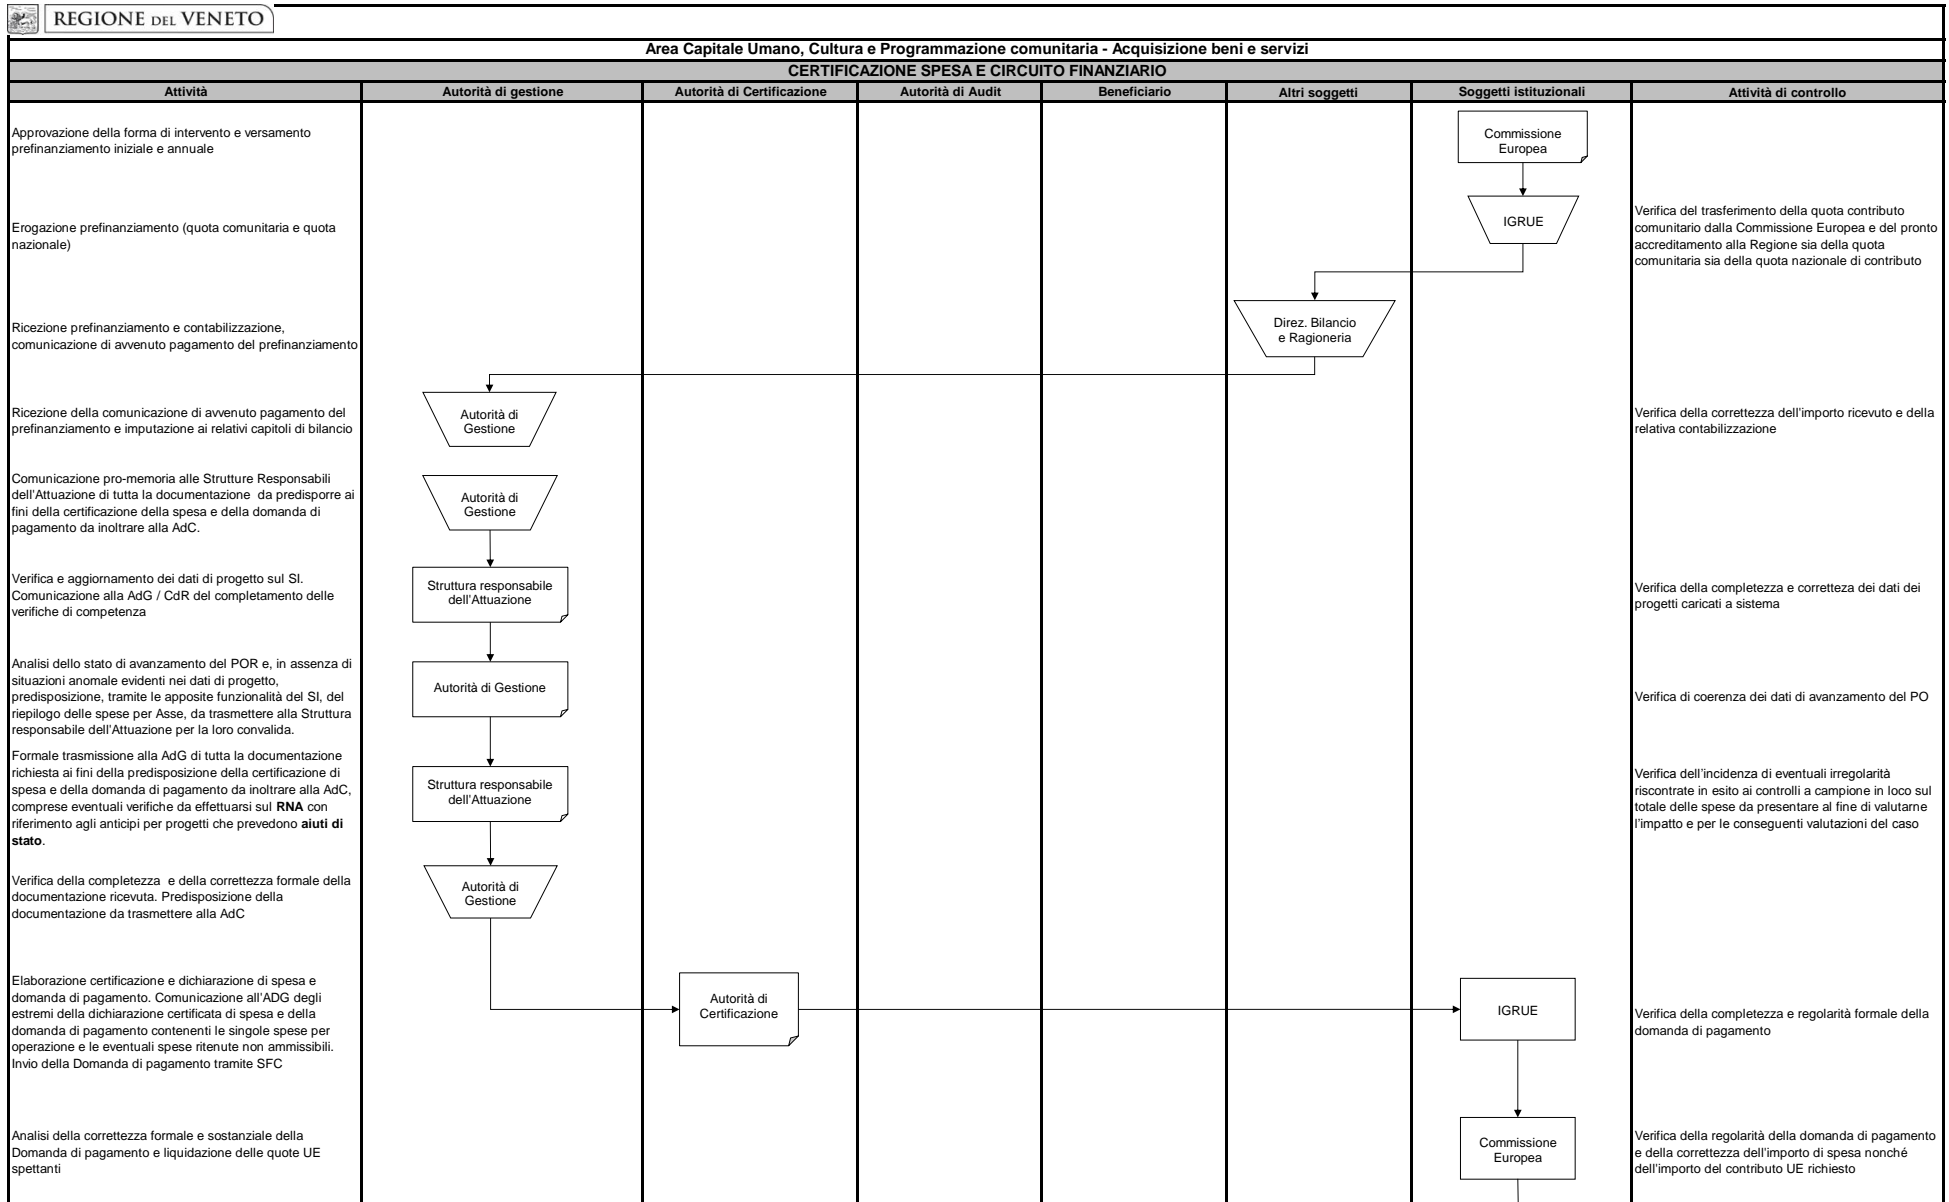 REGIONE DEL VENETO
Area Capitale Umano, Cultura e Programmazione comunitaria - Acquisizione beni e servizi
CERTIFICAZIONE SPESA E CIRCUITO FINANZIARIO
Attività
Autorità di gestione
Autorità di Certificazione
Autorità di Audit
Beneficiario
Altri soggetti
Soggetti istituzionali
Attività di controllo
Approvazione della forma di intervento e versamento
prefinanziamento iniziale e annuale
Commissione
Europea
Erogazione prefinanziamento (quota comunitaria e quota
nazionale)
IGRUE
Verifica del trasferimento della quota contributo
comunitario dalla Commissione Europea e del pronto
accreditamento alla Regione sia della quota
comunitaria sia della quota nazionale di contributo
Ricezione prefinanziamento e contabilizzazione,
comunicazione di avvenuto pagamento del prefinanziamento
Direz. Bilancio
e Ragioneria
Ricezione della comunicazione di avvenuto pagamento del
prefinanziamento e imputazione ai relativi capitoli di bilancio
Autorità di
Gestione
Verifica della correttezza dell'importo ricevuto e della
relativa contabilizzazione
Comunicazione pro-memoria alle Strutture Responsabili
dell'Attuazione di tutta la documentazione  da predisporre ai
fini della certificazione della spesa e della domanda di
pagamento da inoltrare alla AdC.
Autorità di
Gestione
Verifica e aggiornamento dei dati di progetto sul SI.
Comunicazione alla AdG / CdR del completamento delle
verifiche di competenza
Struttura responsabile
dell'Attuazione
Verifica della completezza e corretteza dei dati dei
progetti caricati a sistema
Analisi dello stato di avanzamento del POR e, in assenza di
situazioni anomale evidenti nei dati di progetto,
predisposizione, tramite le apposite funzionalità del SI, del
riepilogo delle spese per Asse, da trasmettere alla Struttura
responsabile dell'Attuazione per la loro convalida.
Autorità di Gestione
Verifica di coerenza dei dati di avanzamento del PO
Formale trasmissione alla AdG di tutta la documentazione
richiesta ai fini della predisposizione della certificazione di
spesa e della domanda di pagamento da inoltrare alla AdC,
comprese eventuali verifiche da effettuarsi sul RNA con
riferimento agli anticipi per progetti che prevedono aiuti di
stato.
Struttura responsabile
dell'Attuazione
Verifica dell'incidenza di eventuali irregolarità
riscontrate in esito ai controlli a campione in loco sul
totale delle spese da presentare al fine di valutarne
l'impatto e per le conseguenti valutazioni del caso
Verifica della completezza  e della correttezza formale della
documentazione ricevuta. Predisposizione della
documentazione da trasmettere alla AdC
Autorità di
Gestione
Elaborazione certificazione e dichiarazione di spesa e
domanda di pagamento. Comunicazione all'ADG degli
estremi della dichiarazione certificata di spesa e della
domanda di pagamento contenenti le singole spese per
operazione e le eventuali spese ritenute non ammissibili.
Invio della Domanda di pagamento tramite SFC
Autorità di
Certificazione
IGRUE
Verifica della completezza e regolarità formale della
domanda di pagamento
Analisi della correttezza formale e sostanziale della
Domanda di pagamento e liquidazione delle quote UE
spettanti
Commissione
Europea
Verifica della regolarità della domanda di pagamento
e della correttezza dell'importo di spesa nonché
dell'importo del contributo UE richiesto